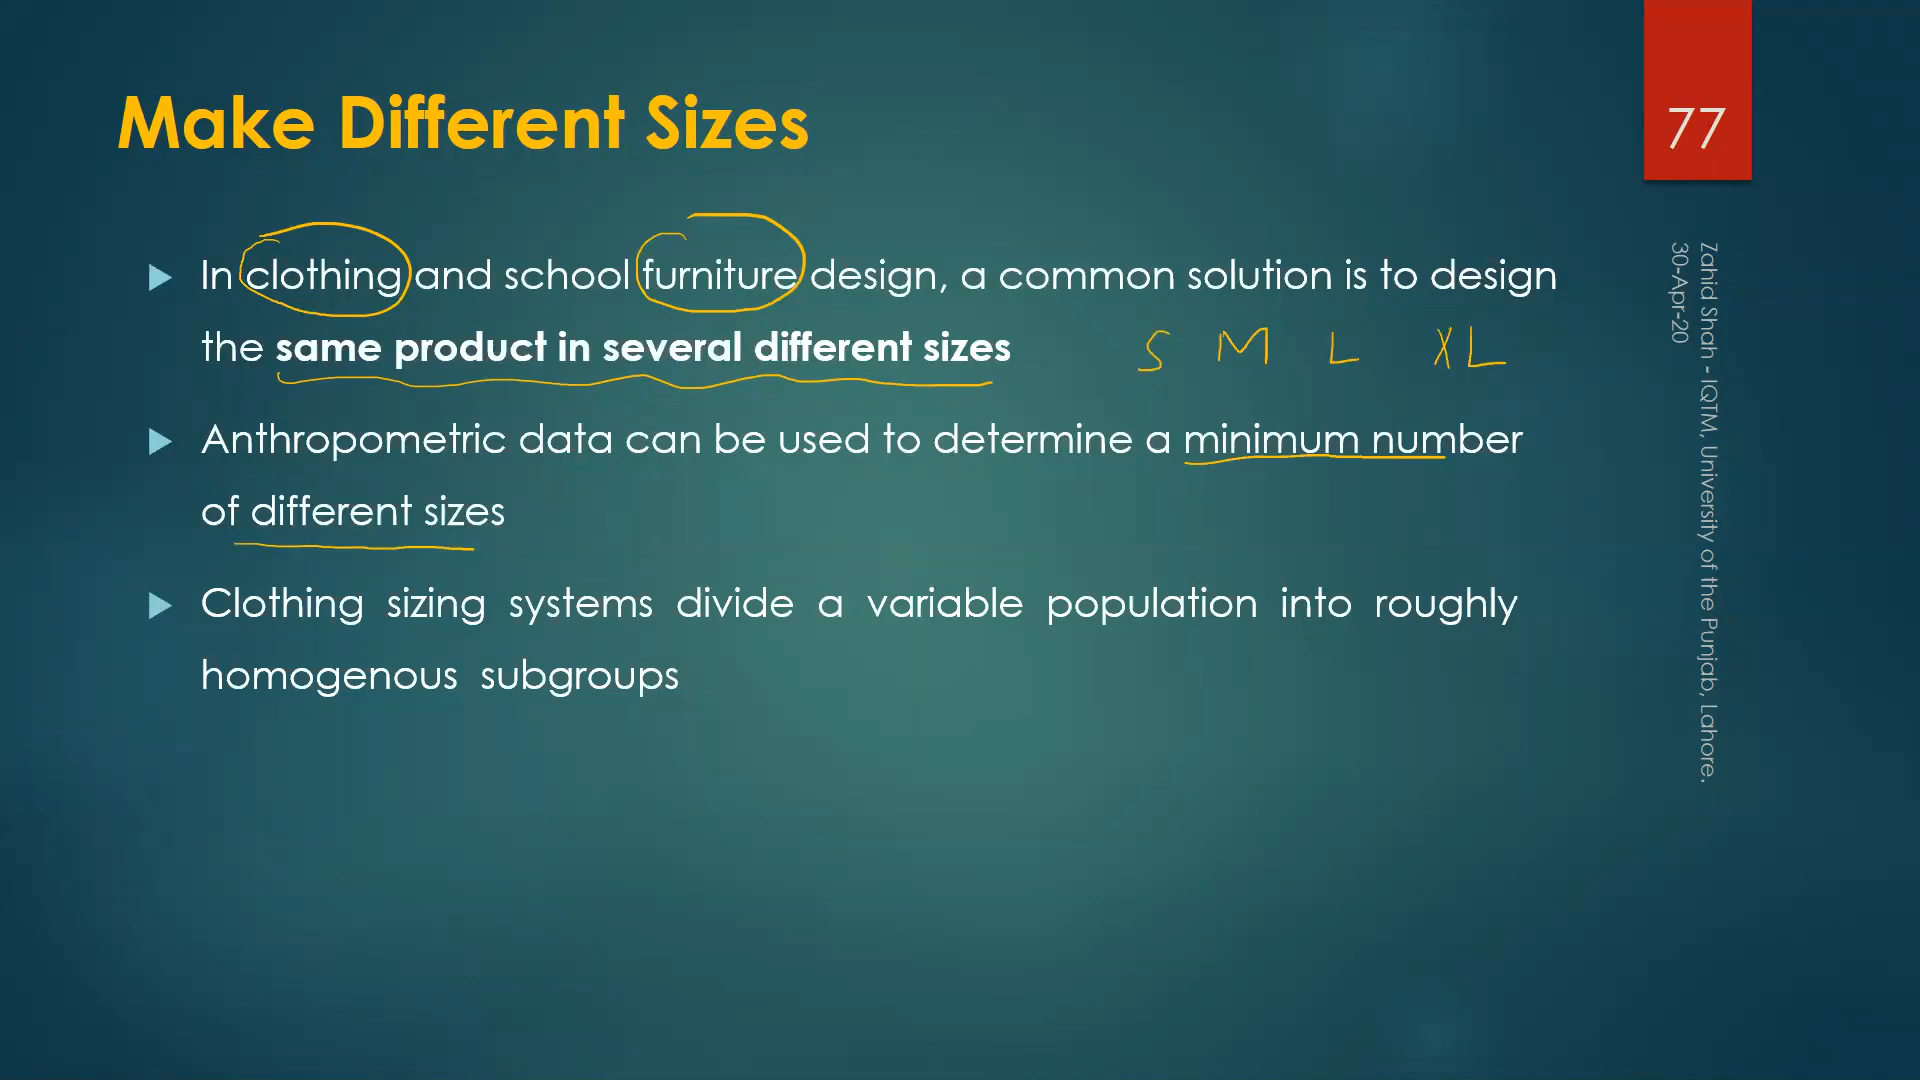 Make Different Sizes
77
In clothing and school furniture design, a common solution is to design
the same product in several different sizes
S M L XL
Anthropometric data can be used to determine a minimum number
of different sizes
Clothing sizing systems divide a variable population into roughly
homogenous subgroups
Zahid Shah - IQTM, University of the Punjab, Lahore.
30-Apr-20